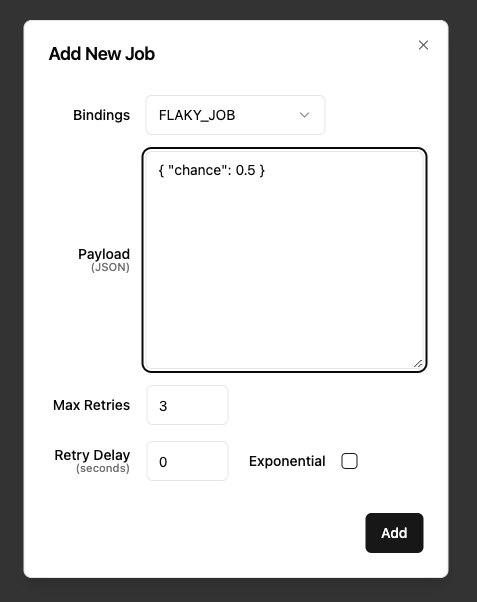 Add New Job
Bindings
FLAKY_JOB
{ "chance": 0.5 }
Payload
(JSON)
Max Retries
3
Retry Delay
(seconds)
0
Exponential
Add